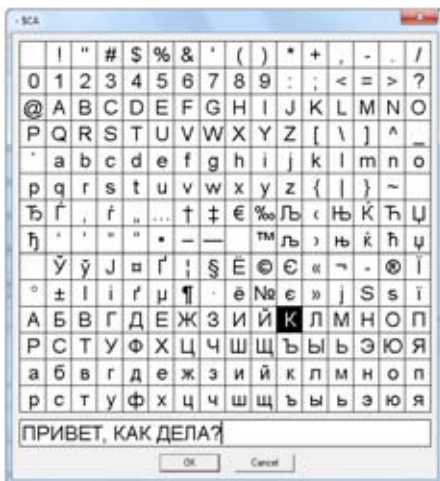 - SCA
! " # $ % & ' ( ) * + , - . /
0 1 2 3 4 5 6 7 8 9 : ; < = > ?
@ A B C D E F G H I J K L M N O
P Q R S T U V W X Y Z [ \ ] ^ _
` a b c d e f g h i j k l m n o
p q r s t u v w x y z { | } ~
Ђ Ѓ ‚ ѓ „ … † ‡ € ‰ Љ ‹ Њ Ќ Ћ Џ
ђ ‘ ’ “ ” • – — ™ љ › њ ќ ћ џ
Ў ў Ј ¤ Ґ ¦ § Ё © Є « ¬ - ® Ї
° ± І і ґ µ ¶ · ё № є » ј Ѕ ѕ ї
А Б В Г Д Е Ж З И Й К Л М Н О П
Р С Т У Ф Х Ц Ч Ш Щ Ъ Ы Ь Э Ю Я
а б в г д е ж з и й к л м н о п
р с т у ф х ц ч ш щ ъ ы ь э ю я
ПРИВЕТ, КАК ДЕЛА?
OK Cancel